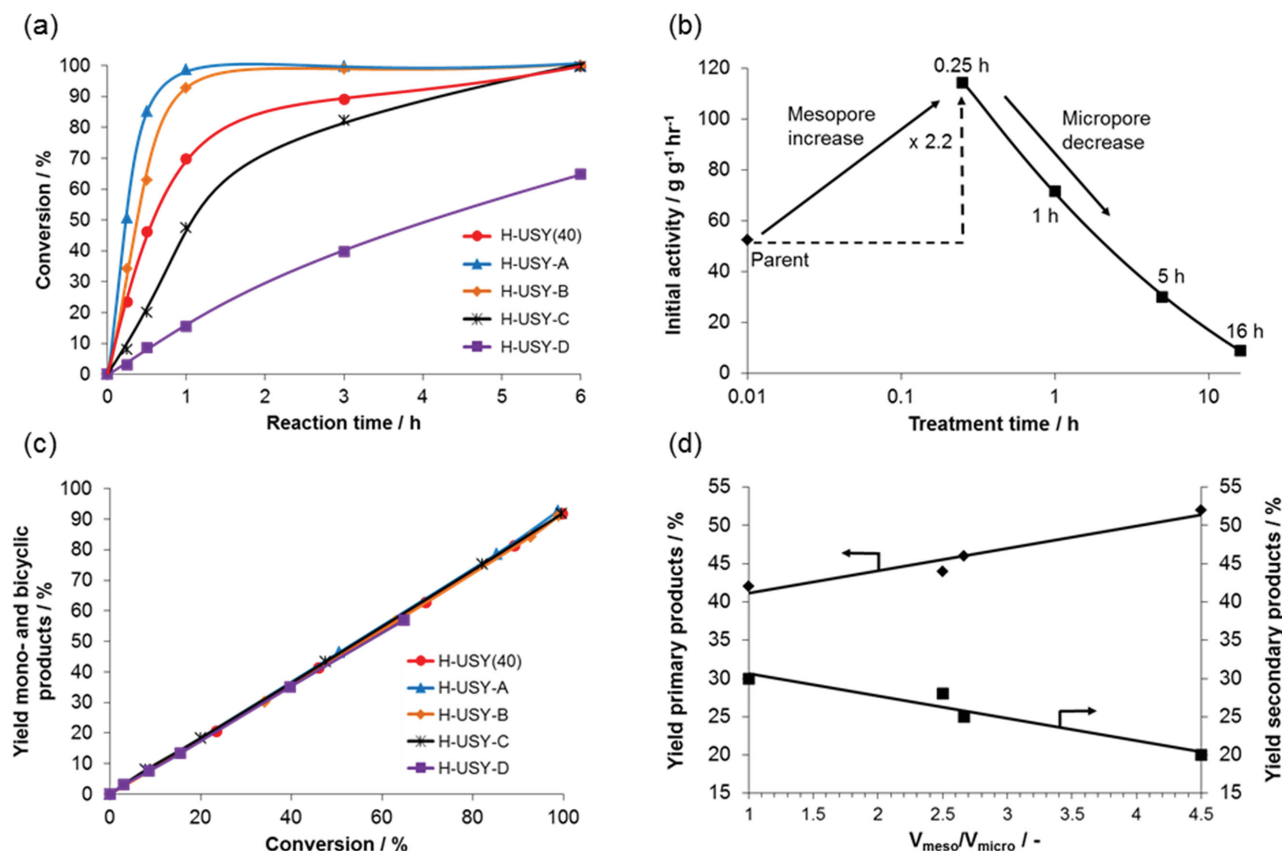 (a)
100
90
80
70
60
50
40
30
20
10
0
Conversion / %
H-USY(40)
H-USY-A
H-USY-B
H-USY-C
H-USY-D
0 1 2 3 4 5 6
Reaction time / h
(b)
120
100
80
60
40
20
0
Initial activity / g g⁻¹ hr⁻¹
0.25 h
Mesopore
increase
Micropore
decrease
x 2.2
1 h
Parent
5 h
16 h
0.01 0.1 1 10
Treatment time / h
(c)
100
90
80
70
60
50
40
30
20
10
0
Yield mono- and bicyclic
products / %
H-USY(40)
H-USY-A
H-USY-B
H-USY-C
H-USY-D
0 20 40 60 80 100
Conversion / %
(d)
55
50
45
40
35
30
25
20
15
Yield primary products / %
55
50
45
40
35
30
25
20
15
Yield secondary products / %
1 1.5 2 2.5 3 3.5 4 4.5
Vmeso/Vmicro / -